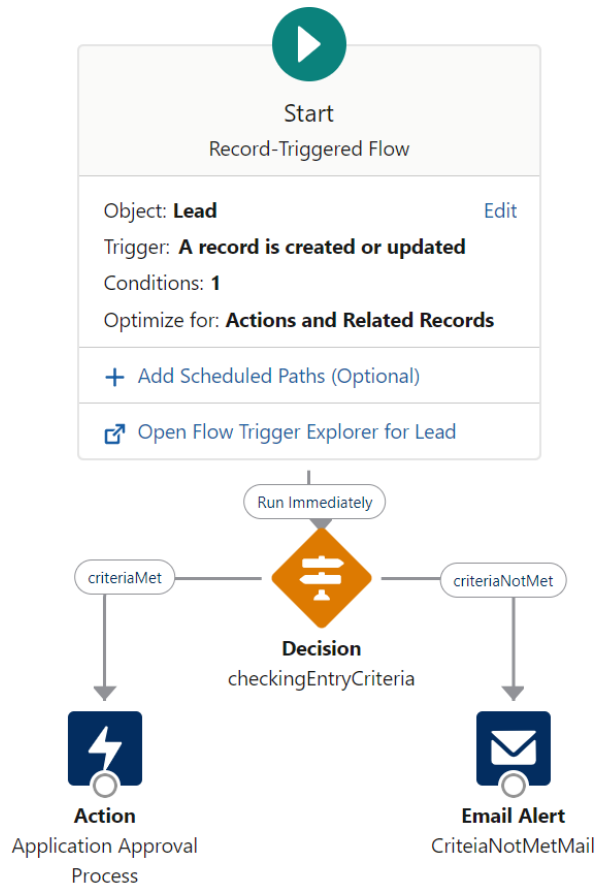 Start
Record-Triggered Flow
Object: Lead Edit
Trigger: A record is created or updated
Conditions: 1
Optimize for: Actions and Related Records
Add Scheduled Paths (Optional)
Open Flow Trigger Explorer for Lead
Run Immediately
criteriaMet
criteriaNotMet
Decision
checkingEntryCriteria
Action
Application Approval
Process
Email Alert
CriteiaNotMetMail